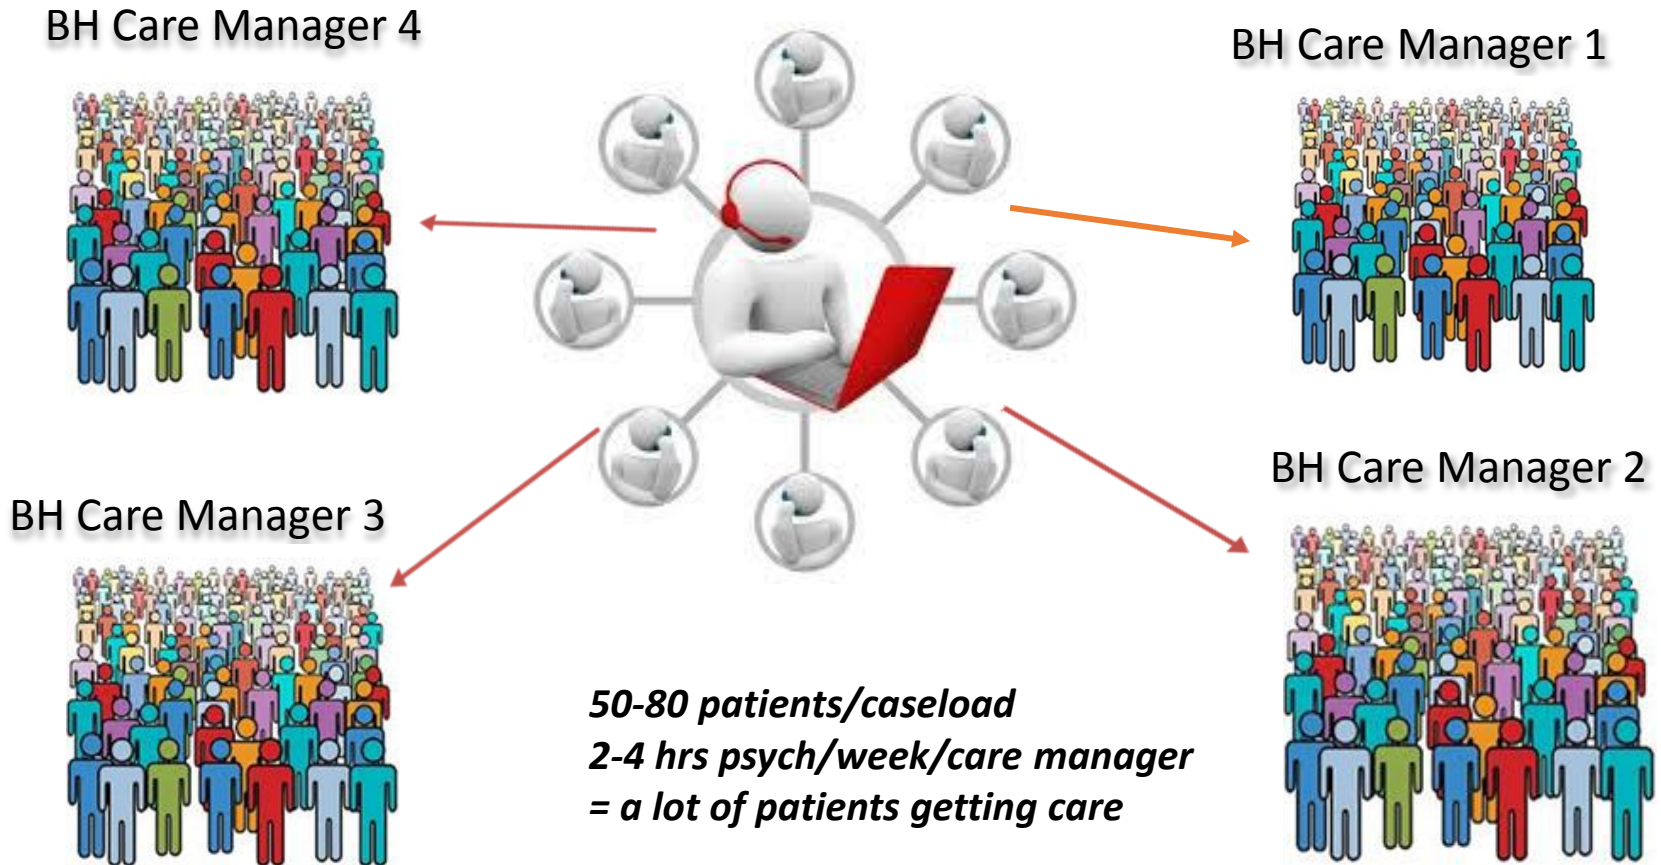 BH Care Manager 4
BH Care Manager 1
BH Care Manager 3
BH Care Manager 2
50-80 patients/caseload
2-4 hrs psych/week/care manager
= a lot of patients getting care